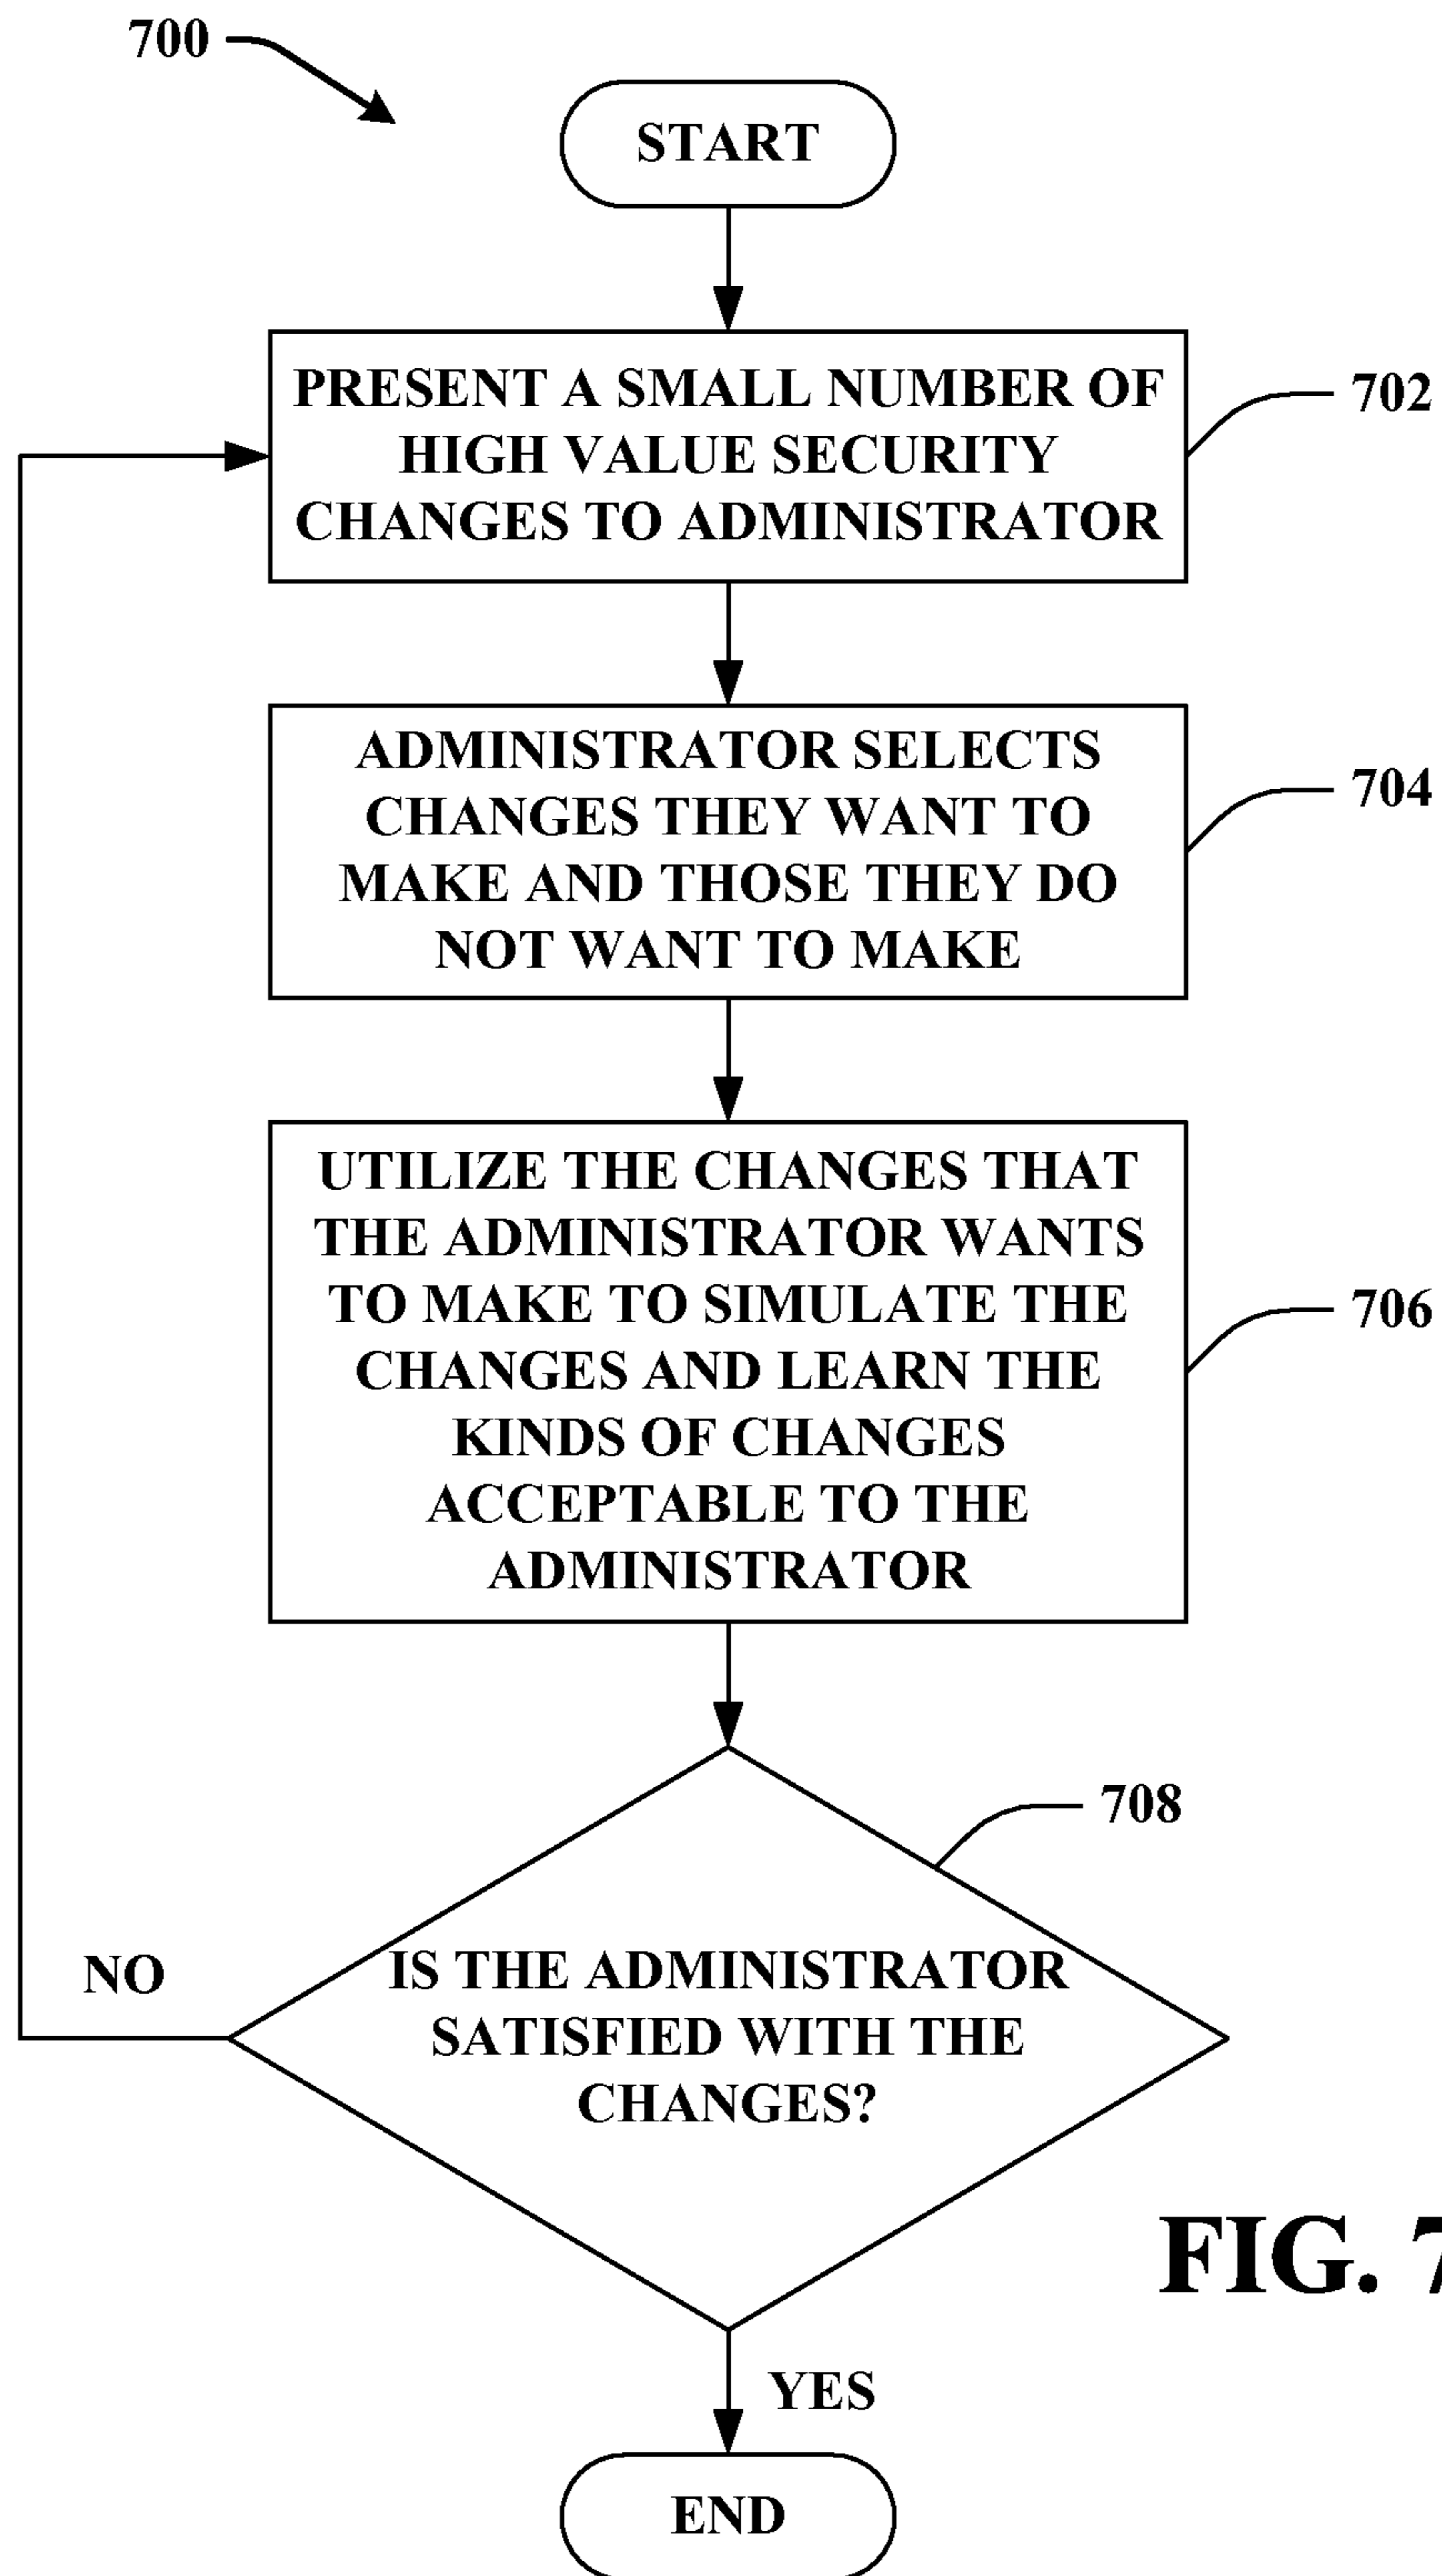 700
START
PRESENT A SMALL NUMBER OF
HIGH VALUE SECURITY
CHANGES TO ADMINISTRATOR
702
ADMINISTRATOR SELECTS
CHANGES THEY WANT TO
MAKE AND THOSE THEY DO
NOT WANT TO MAKE
704
UTILIZE THE CHANGES THAT
THE ADMINISTRATOR WANTS
TO MAKE TO SIMULATE THE
CHANGES AND LEARN THE
KINDS OF CHANGES
ACCEPTABLE TO THE
ADMINISTRATOR
706
708
IS THE ADMINISTRATOR
SATISFIED WITH THE
CHANGES?
NO
YES
END
FIG. 7